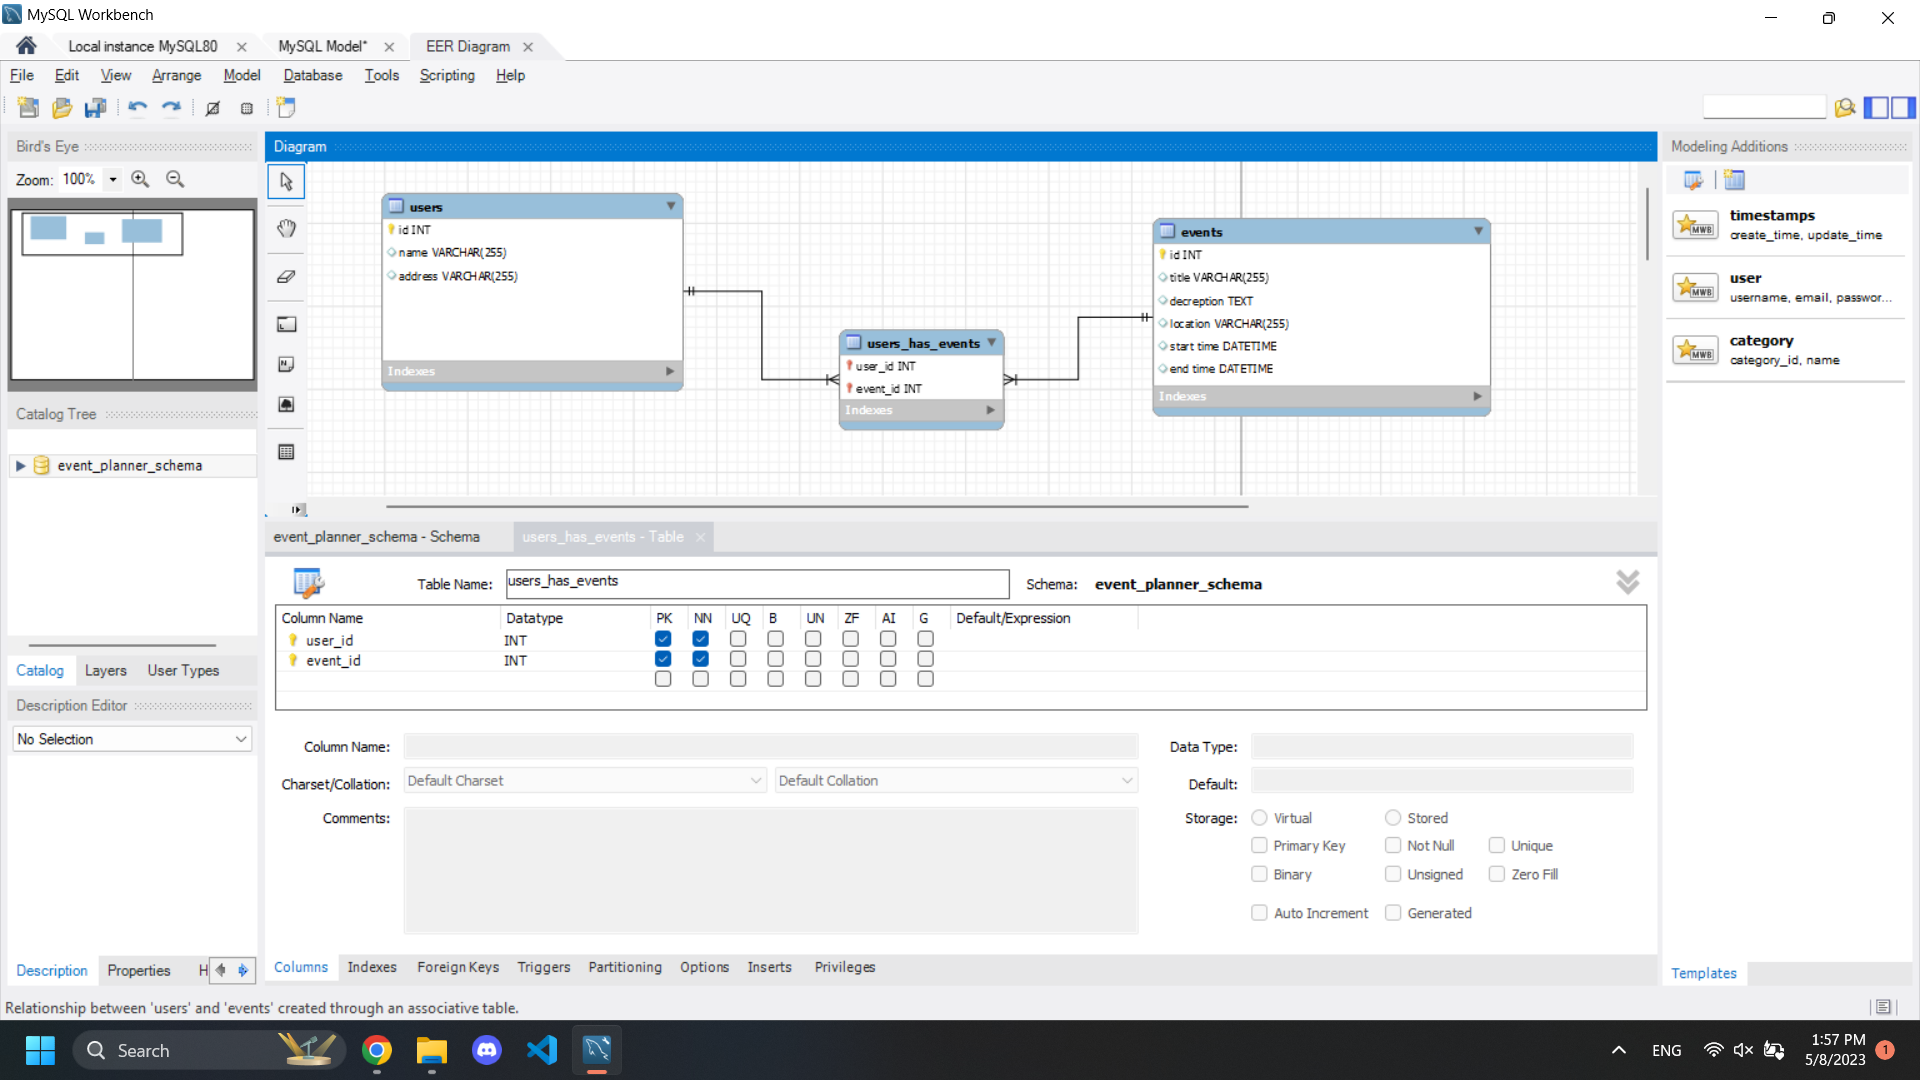 MySQL Workbench
Local instance MySQL80
MySQL Model*
EER Diagram
File Edit View Arrange Model Database Tools Scripting Help
Bird's Eye
Zoom: 100%
Catalog Tree
event_planner_schema
Catalog Layers User Types
Description Editor
No Selection
Description Properties H
Diagram
users
id INT
name VARCHAR(255)
address VARCHAR(255)
Indexes
users_has_events
user_id INT
event_id INT
Indexes
events
id INT
title VARCHAR(255)
decreption TEXT
location VARCHAR(255)
start time DATETIME
end time DATETIME
Indexes
event_planner_schema - Schema
users_has_events - Table
Table Name: users_has_events
Schema: event_planner_schema
Column Name Datatype PK NN UQ B UN ZF AI G Default/Expression
user_id INT
event_id INT
Column Name:
Data Type:
Charset/Collation: Default Charset Default Collation
Default:
Comments:
Storage: Virtual Stored
Primary Key Not Null Unique
Binary Unsigned Zero Fill
Auto Increment Generated
Columns Indexes Foreign Keys Triggers Partitioning Options Inserts Privileges
Modeling Additions
MWB
timestamps
create_time, update_time
MWB
user
username, email, passwor...
MWB
category
category_id, name
Templates
Relationship between 'users' and 'events' created through an associative table.
Search
ENG
1:57 PM
5/8/2023
1